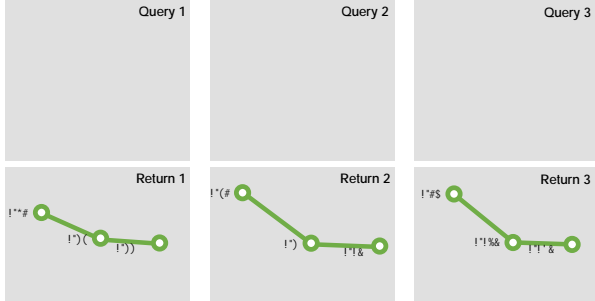 Query 1
Query 2
Query 3
Return 1
Return 2
Return 3
!"*#
!")(
!"))
!"(#
!")
!"!&
!"#$
!"!%&
!"!'&